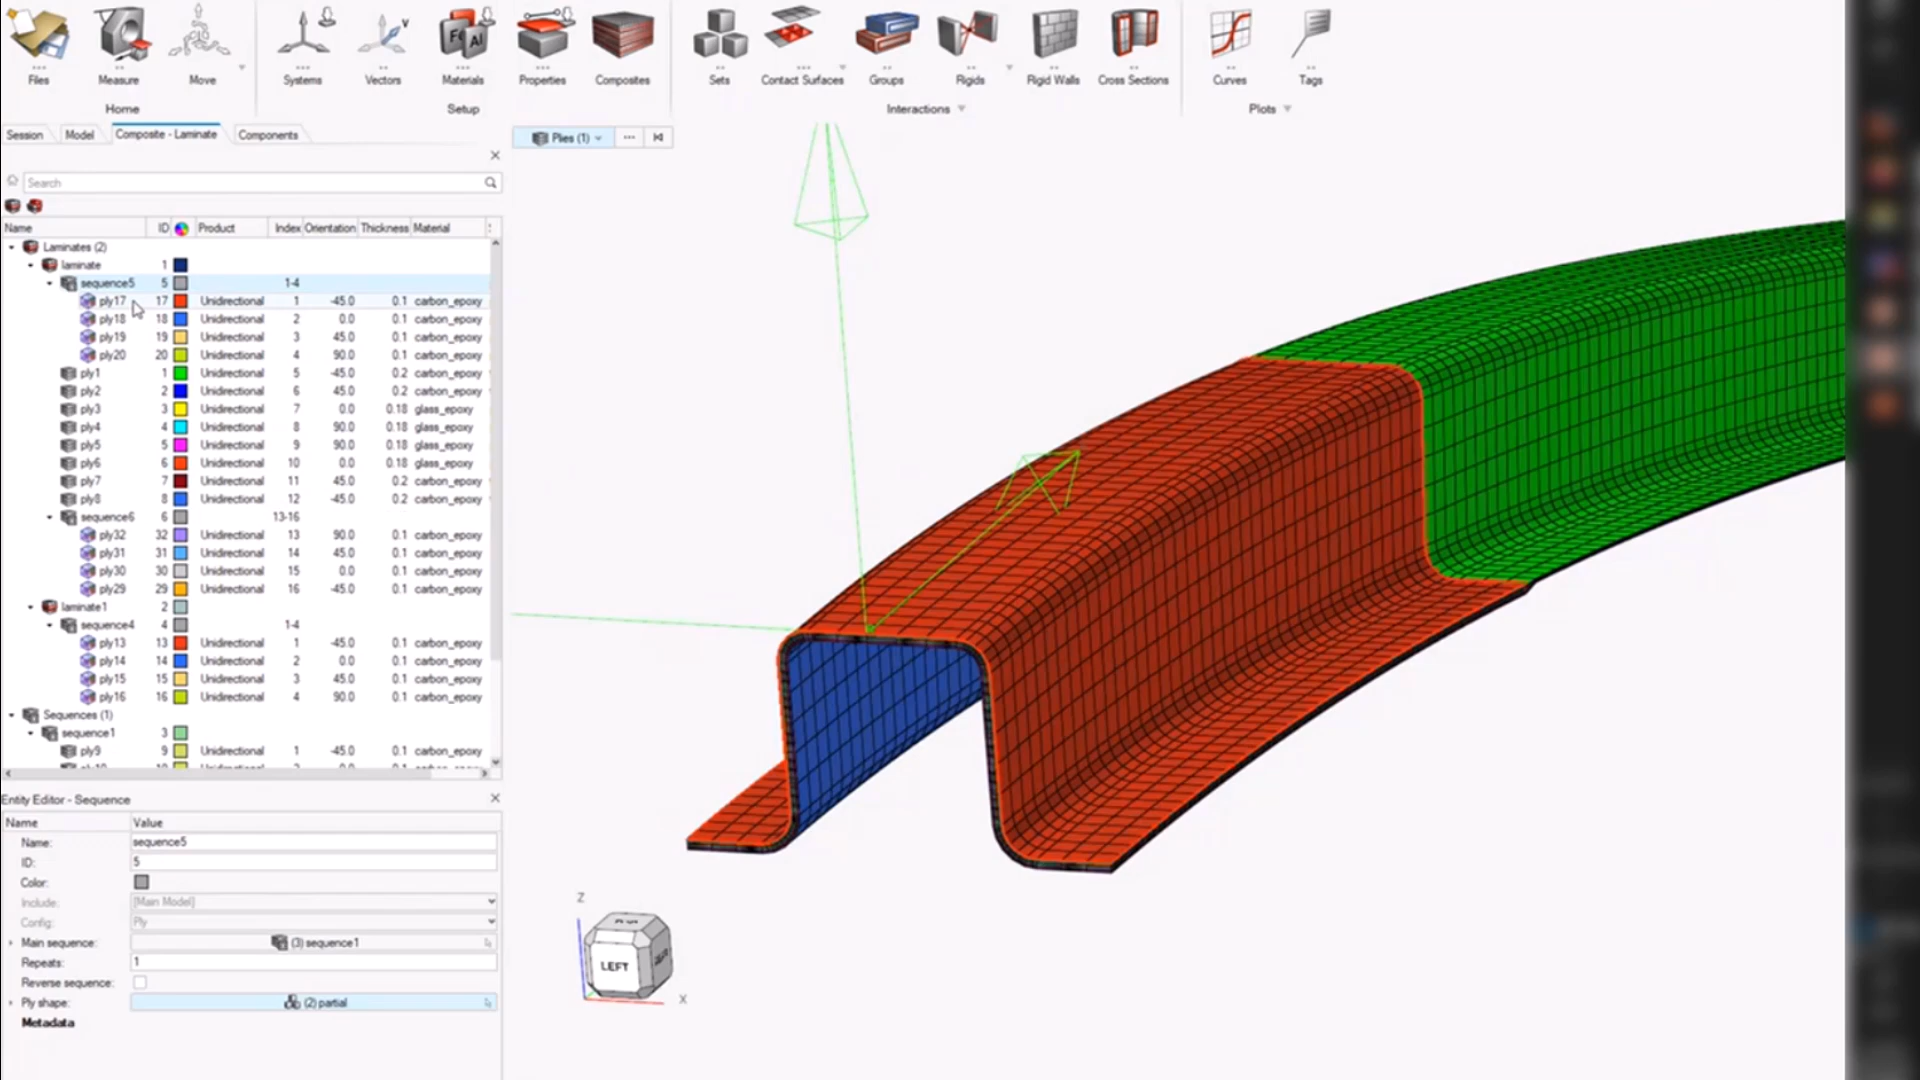 Files Measure Move Systems Vectors Materials Properties Composites Sets Contact Surfaces Groups Rigids Rigid Walls Cross Sections Curves Tags
Home Setup Interactions Plots
Session Model Composite - Laminate Components
Plies (1)
Search
Name ID Product Index Orientation Thickness Material
Laminates (2)
laminate 1
sequence5 5 1-4
ply17 17 Unidirectional 1 -45.0 0.1 carbon_epoxy
ply18 18 Unidirectional 2 0.0 0.1 carbon_epoxy
ply19 19 Unidirectional 3 45.0 0.1 carbon_epoxy
ply20 20 Unidirectional 4 90.0 0.1 carbon_epoxy
ply1 1 Unidirectional 5 -45.0 0.2 carbon_epoxy
ply2 2 Unidirectional 6 45.0 0.2 carbon_epoxy
ply3 3 Unidirectional 7 0.0 0.18 glass_epoxy
ply4 4 Unidirectional 8 90.0 0.18 glass_epoxy
ply5 5 Unidirectional 9 90.0 0.18 glass_epoxy
ply6 6 Unidirectional 10 0.0 0.18 glass_epoxy
ply7 7 Unidirectional 11 45.0 0.2 carbon_epoxy
ply8 8 Unidirectional 12 -45.0 0.2 carbon_epoxy
sequence6 6 13-16
ply32 32 Unidirectional 13 90.0 0.1 carbon_epoxy
ply31 31 Unidirectional 14 45.0 0.1 carbon_epoxy
ply30 30 Unidirectional 15 0.0 0.1 carbon_epoxy
ply29 29 Unidirectional 16 -45.0 0.1 carbon_epoxy
laminate1 2
sequence4 4 1-4
ply13 13 Unidirectional 1 -45.0 0.1 carbon_epoxy
ply14 14 Unidirectional 2 0.0 0.1 carbon_epoxy
ply15 15 Unidirectional 3 45.0 0.1 carbon_epoxy
ply16 16 Unidirectional 4 90.0 0.1 carbon_epoxy
Sequences (1)
sequence1 3
ply9 9 Unidirectional 1 -45.0 0.1 carbon_epoxy
Entity Editor - Sequence
Name Value
Name: sequence5
ID: 5
Color:
Include: [Main Model]
Config: Ply
Main sequence: (3) sequence1
Repeats: 1
Reverse sequence:
Ply shape: (2) partial
Metadata
Z
LEFT
X